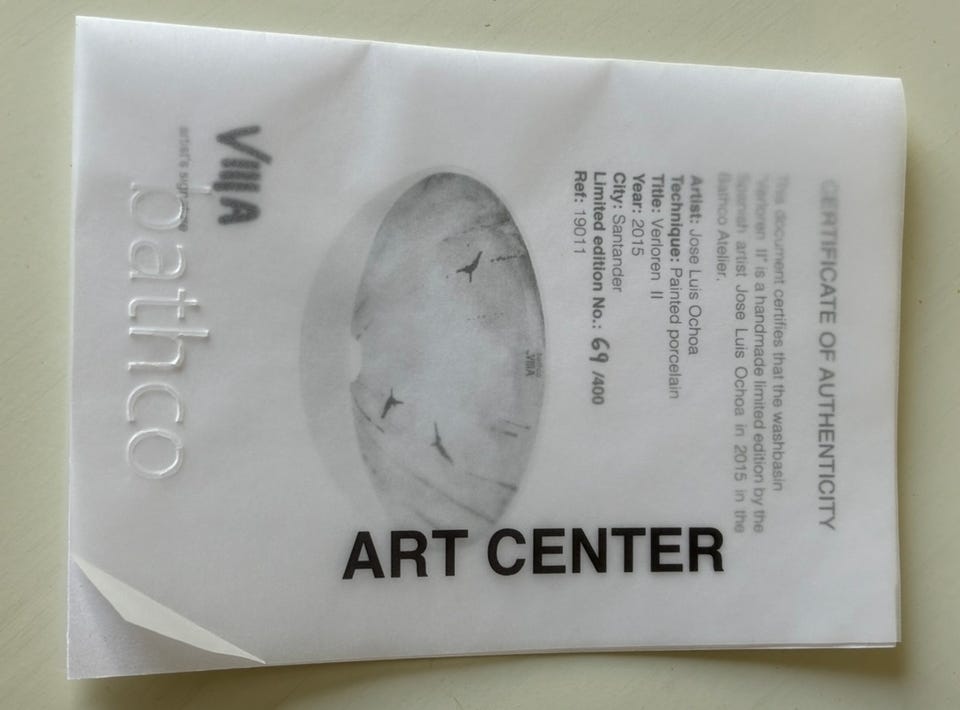 CERTIFICATE OF AUTHENTICITY
This document certifies that the washbasin
"Verloren II" is a handmade limited edition by the
Spanish artist Jose Luis Ochoa in 2015 in the
Bathco Atelier.
Artist: Jose Luis Ochoa
Technique: Painted porcelain
Title: Verloren II
Year: 2015
City: Santander
Limited edition No.: 69 /400
Ref: 19011
VIIIA
artist's signature
.bathco
ART CENTER